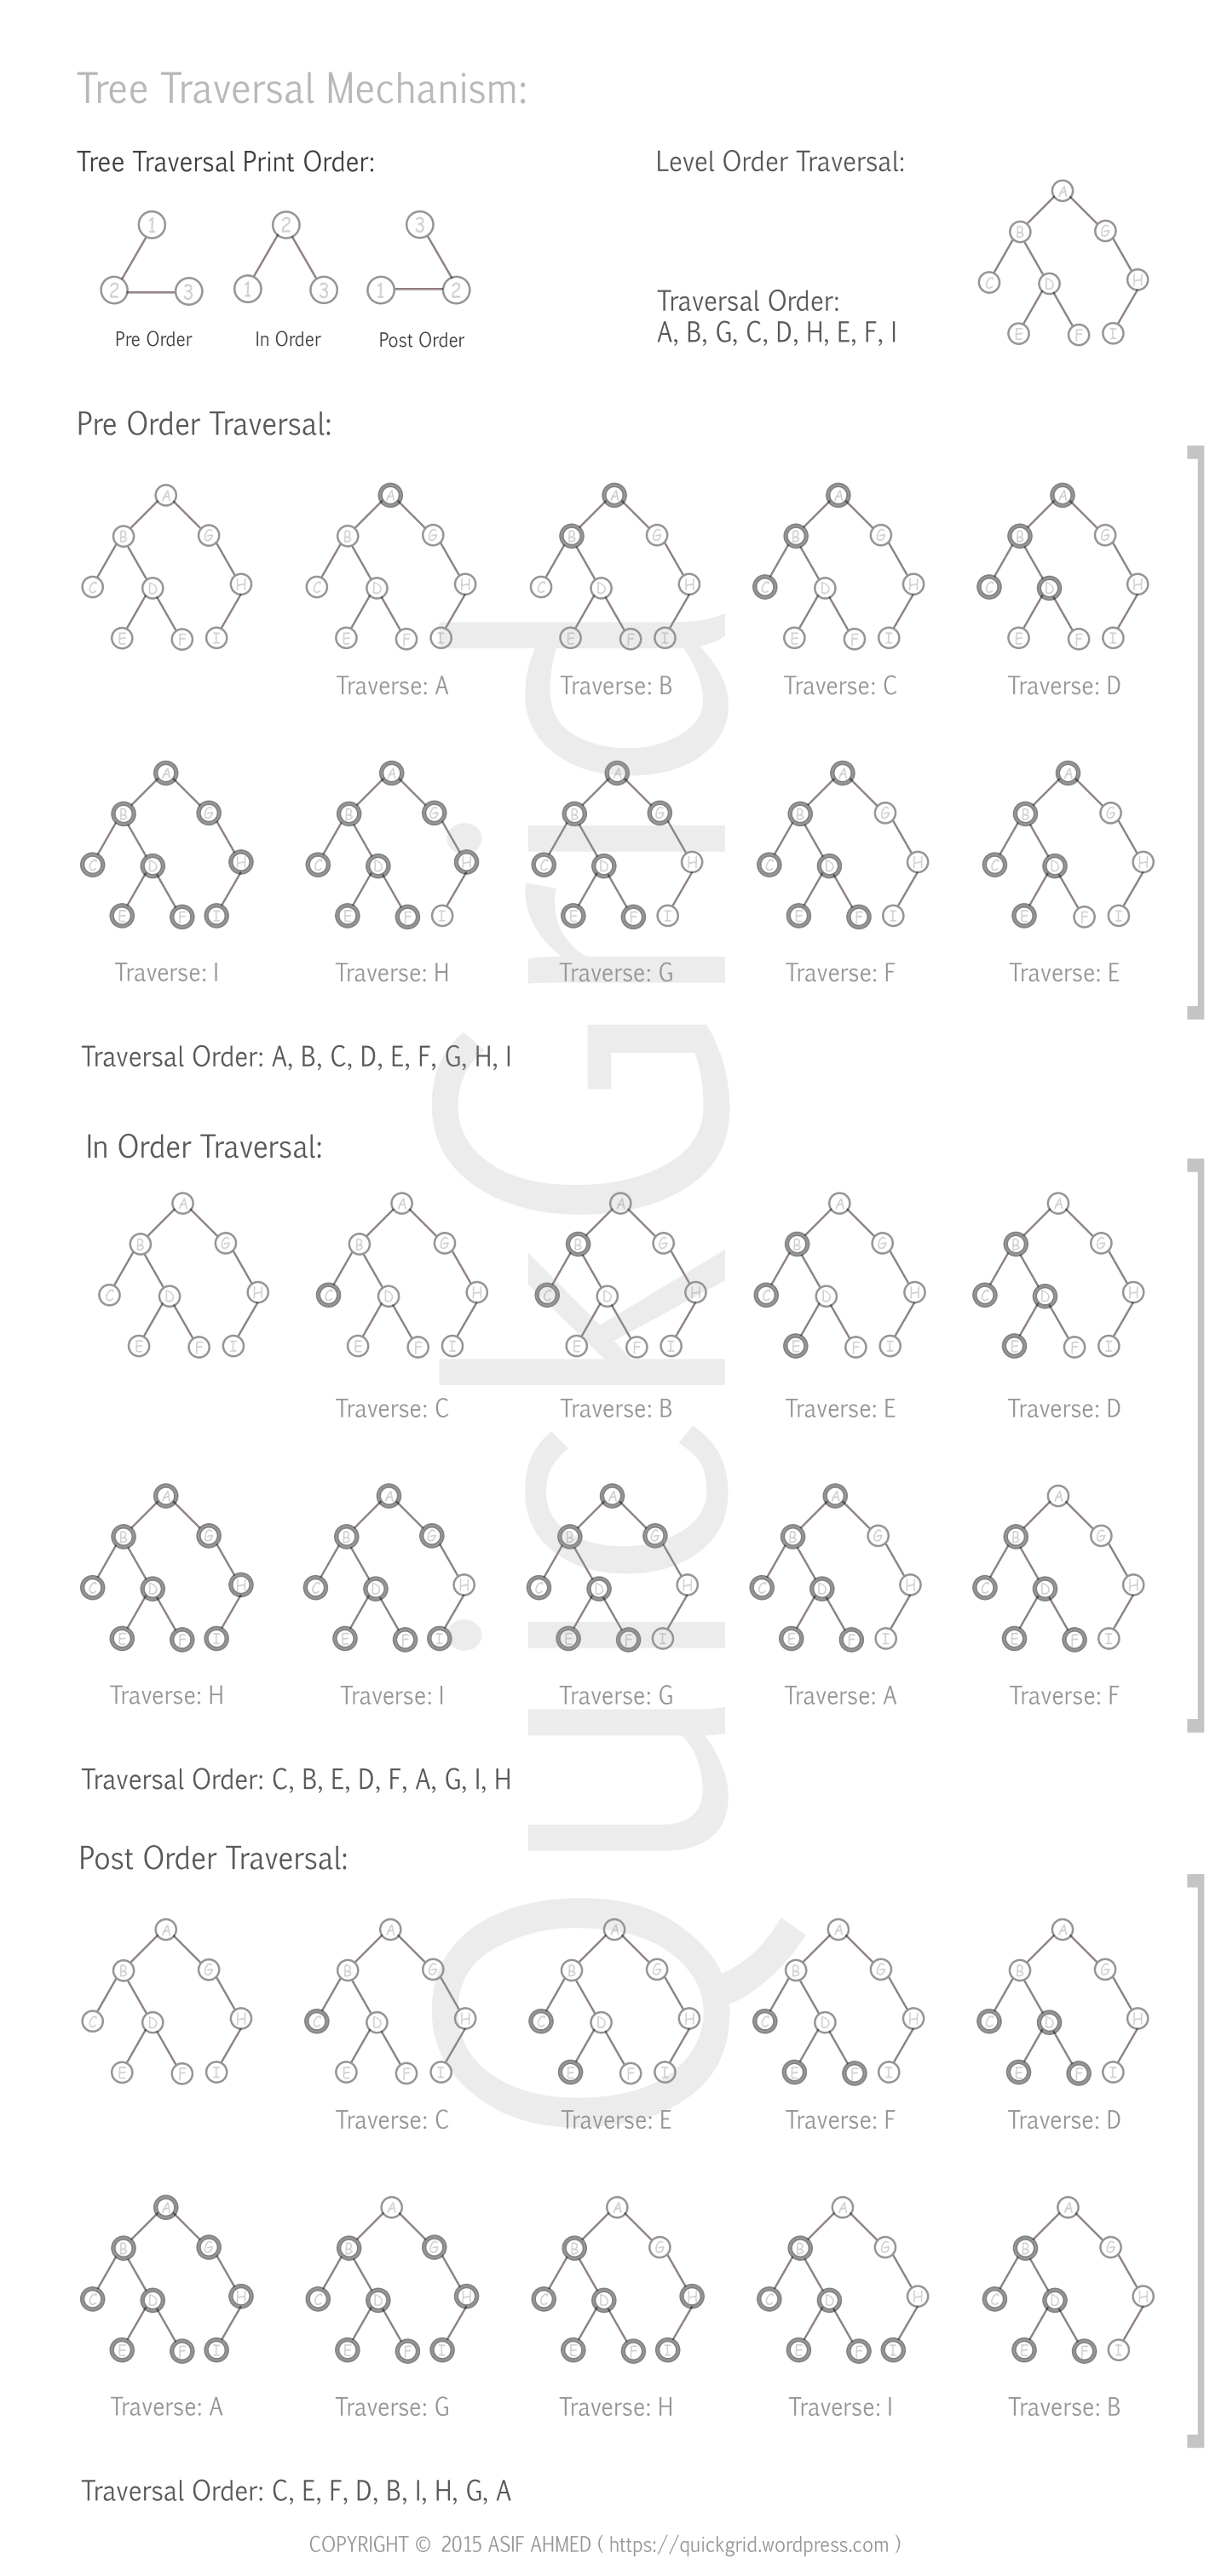 Tree Traversal Mechanism:
Tree Traversal Print Order:
1
2
3
Pre Order
2
1
3
In Order
3
1
2
Post Order
Level Order Traversal:
Traversal Order:
A, B, G, C, D, H, E, F, I
A
B
G
C
D
H
E
F
I
Pre Order Traversal:
A
B
G
C
D
H
E
F
I
A
B
G
C
D
H
E
F
I
Traverse: A
A
B
G
C
D
H
E
F
I
Traverse: B
A
B
G
C
D
H
E
F
I
Traverse: C
A
B
G
C
D
H
E
F
I
Traverse: D
A
B
G
C
D
H
E
F
I
Traverse: I
A
B
G
C
D
H
E
F
I
Traverse: H
A
B
G
C
D
H
E
F
I
Traverse: G
A
B
G
C
D
H
E
F
I
Traverse: F
A
B
G
C
D
H
E
F
I
Traverse: E
Traversal Order: A, B, C, D, E, F, G, H, I
In Order Traversal:
A
B
G
C
D
H
E
F
I
A
B
G
C
D
H
E
F
I
Traverse: C
A
B
G
C
D
H
E
F
I
Traverse: B
A
B
G
C
D
H
E
F
I
Traverse: E
A
B
G
C
D
H
E
F
I
Traverse: D
A
B
G
C
D
H
E
F
I
Traverse: H
A
B
G
C
D
H
E
F
I
Traverse: I
A
B
G
C
D
H
E
F
I
Traverse: G
A
B
G
C
D
H
E
F
I
Traverse: A
A
B
G
C
D
H
E
F
I
Traverse: F
Traversal Order: C, B, E, D, F, A, G, I, H
Post Order Traversal:
A
B
G
C
D
H
E
F
I
A
B
G
C
D
H
E
F
I
Traverse: C
A
B
G
C
D
H
E
F
I
Traverse: E
A
B
G
C
D
H
E
F
I
Traverse: F
A
B
G
C
D
H
E
F
I
Traverse: D
A
B
G
C
D
H
E
F
I
Traverse: A
A
B
G
C
D
H
E
F
I
Traverse: G
A
B
G
C
D
H
E
F
I
Traverse: H
A
B
G
C
D
H
E
F
I
Traverse: I
A
B
G
C
D
H
E
F
I
Traverse: B
Traversal Order: C, E, F, D, B, I, H, G, A
COPYRIGHT © 2015 ASIF AHMED ( https://quickgrid.wordpress.com )
QuickGrid